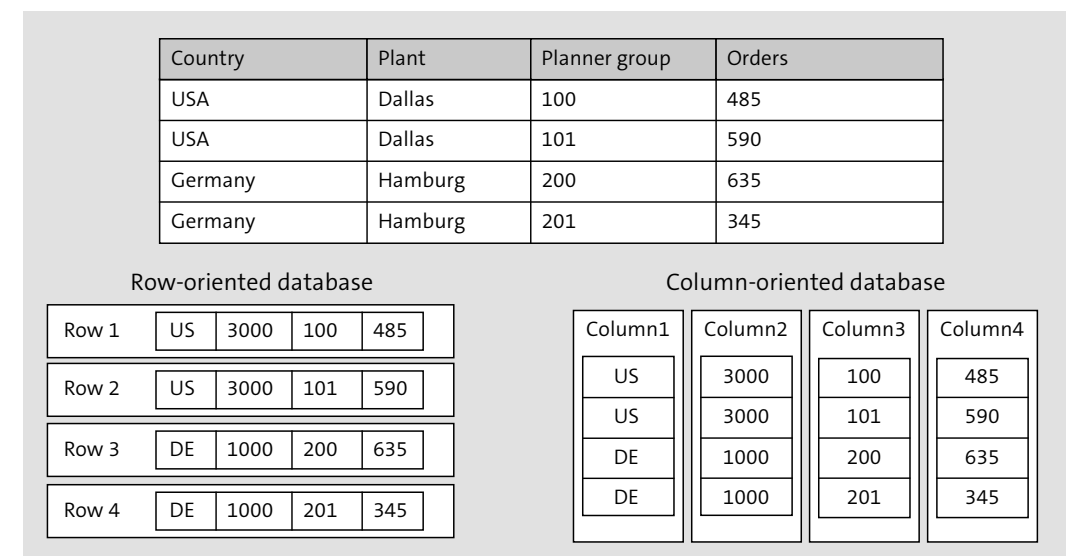 Country Plant Planner group Orders
USA Dallas 100 485
USA Dallas 101 590
Germany Hamburg 200 635
Germany Hamburg 201 345
Row-oriented database
Row 1 US 3000 100 485
Row 2 US 3000 101 590
Row 3 DE 1000 200 635
Row 4 DE 1000 201 345
Column-oriented database
Column1 Column2 Column3 Column4
US 3000 100 485
US 3000 101 590
DE 1000 200 635
DE 1000 201 345